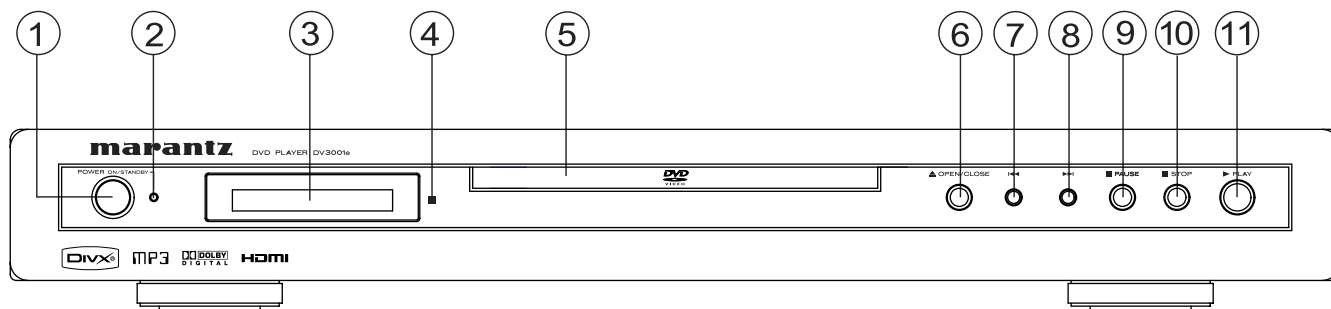 1 2 3 4 5 6 7 8 9 10 11
marantz DVD PLAYER DV3001e
POWER ON/STANDBY
DVD
VIDEO
OPEN/CLOSE
PAUSE
STOP
PLAY
DIVX MP3 DOLBY DIGITAL HDMI